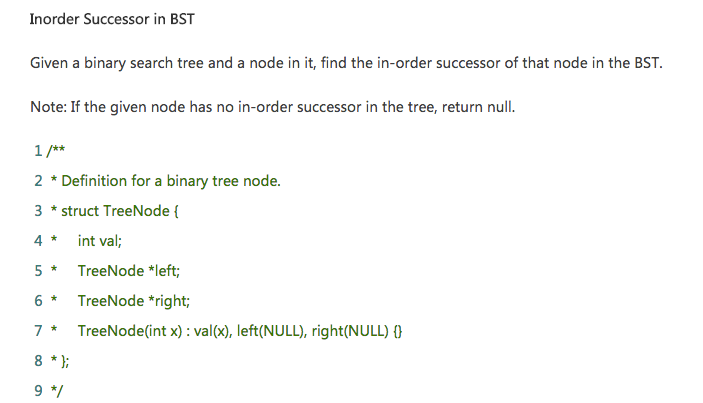 Inorder Successor in BST
Given a binary search tree and a node in it, find the in-order successor of that node in the BST.
Note: If the given node has no in-order successor in the tree, return null.
1 /**
2  * Definition for a binary tree node.
3  * struct TreeNode {
4  *     int val;
5  *     TreeNode *left;
6  *     TreeNode *right;
7  *     TreeNode(int x) : val(x), left(NULL), right(NULL) {}
8  * };
9  */